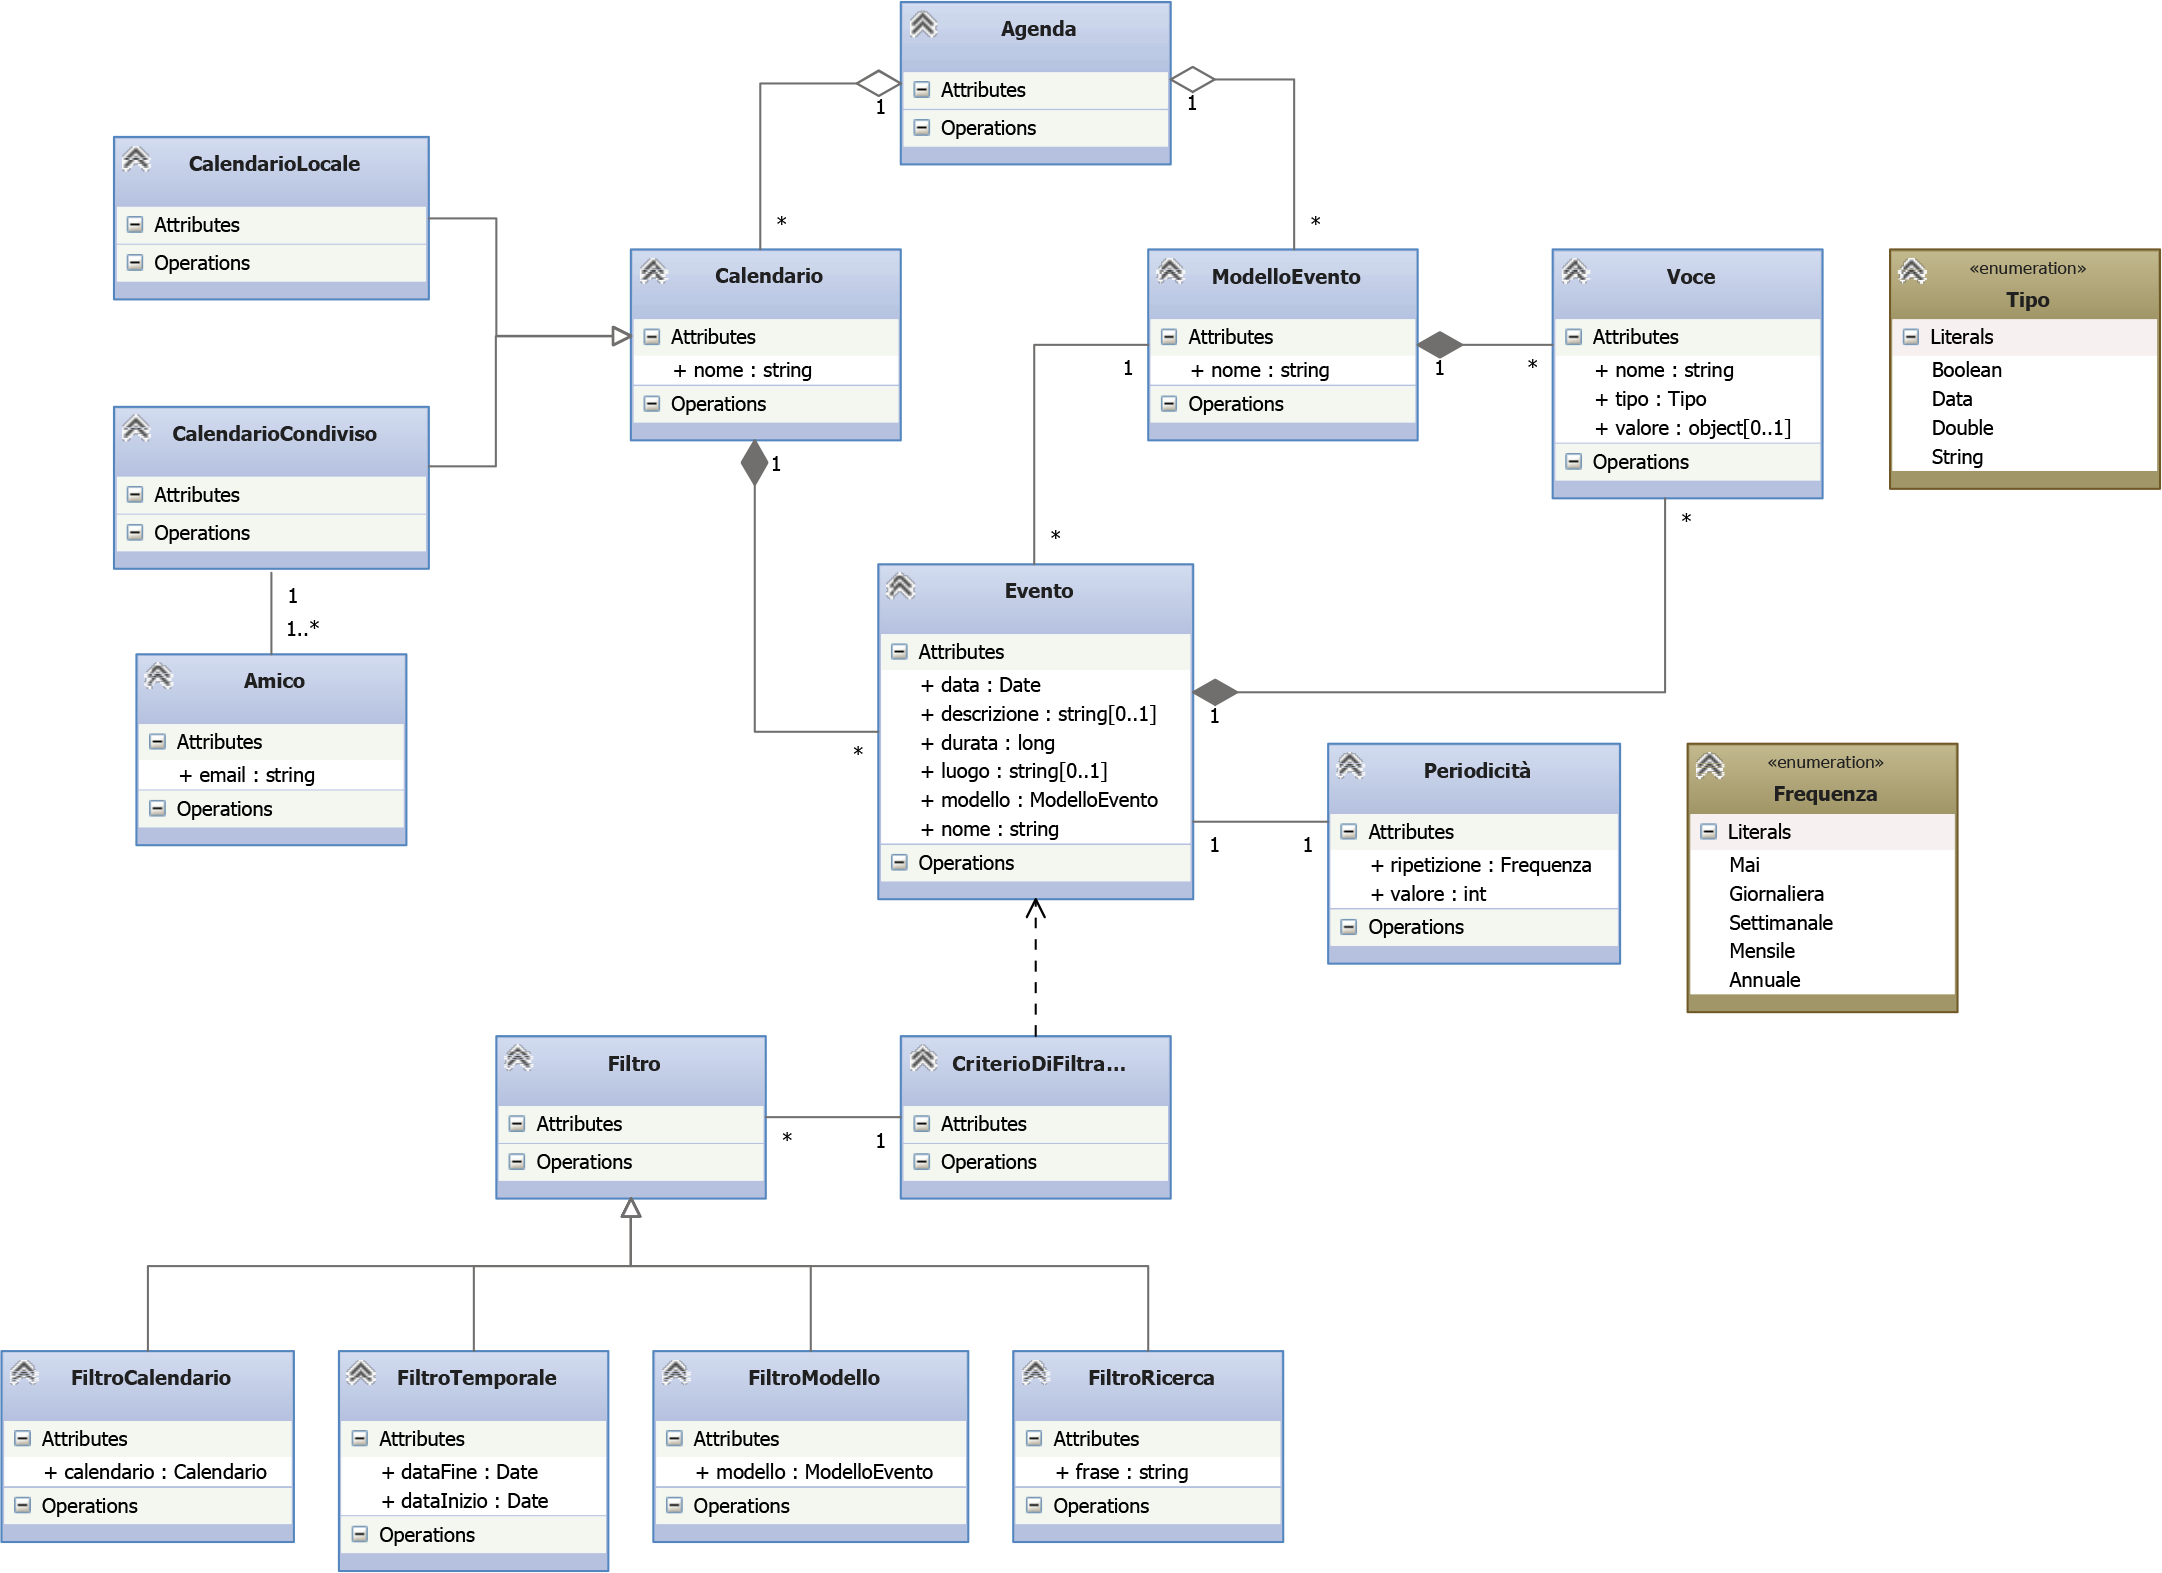 Agenda
Attributes
Operations
1
1
*
*
CalendarioLocale
Attributes
Operations
Calendario
Attributes
+ nome : string
Operations
1
*
ModelloEvento
Attributes
+ nome : string
Operations
1
*
1
*
Voce
Attributes
+ nome : string
+ tipo : Tipo
+ valore : object[0..1]
Operations
*
«enumeration»
Tipo
Literals
Boolean
Data
Double
String
CalendarioCondiviso
Attributes
Operations
1
1..*
Amico
Attributes
+ email : string
Operations
Evento
Attributes
+ data : Date
+ descrizione : string[0..1]
+ durata : long
+ luogo : string[0..1]
+ modello : ModelloEvento
+ nome : string
Operations
1
1
1
Periodicità
Attributes
+ ripetizione : Frequenza
+ valore : int
Operations
«enumeration»
Frequenza
Literals
Mai
Giornaliera
Settimanale
Mensile
Annuale
Filtro
Attributes
Operations
*
1
CriterioDiFiltra...
Attributes
Operations
FiltroCalendario
Attributes
+ calendario : Calendario
Operations
FiltroTemporale
Attributes
+ dataFine : Date
+ dataInizio : Date
Operations
FiltroModello
Attributes
+ modello : ModelloEvento
Operations
FiltroRicerca
Attributes
+ frase : string
Operations